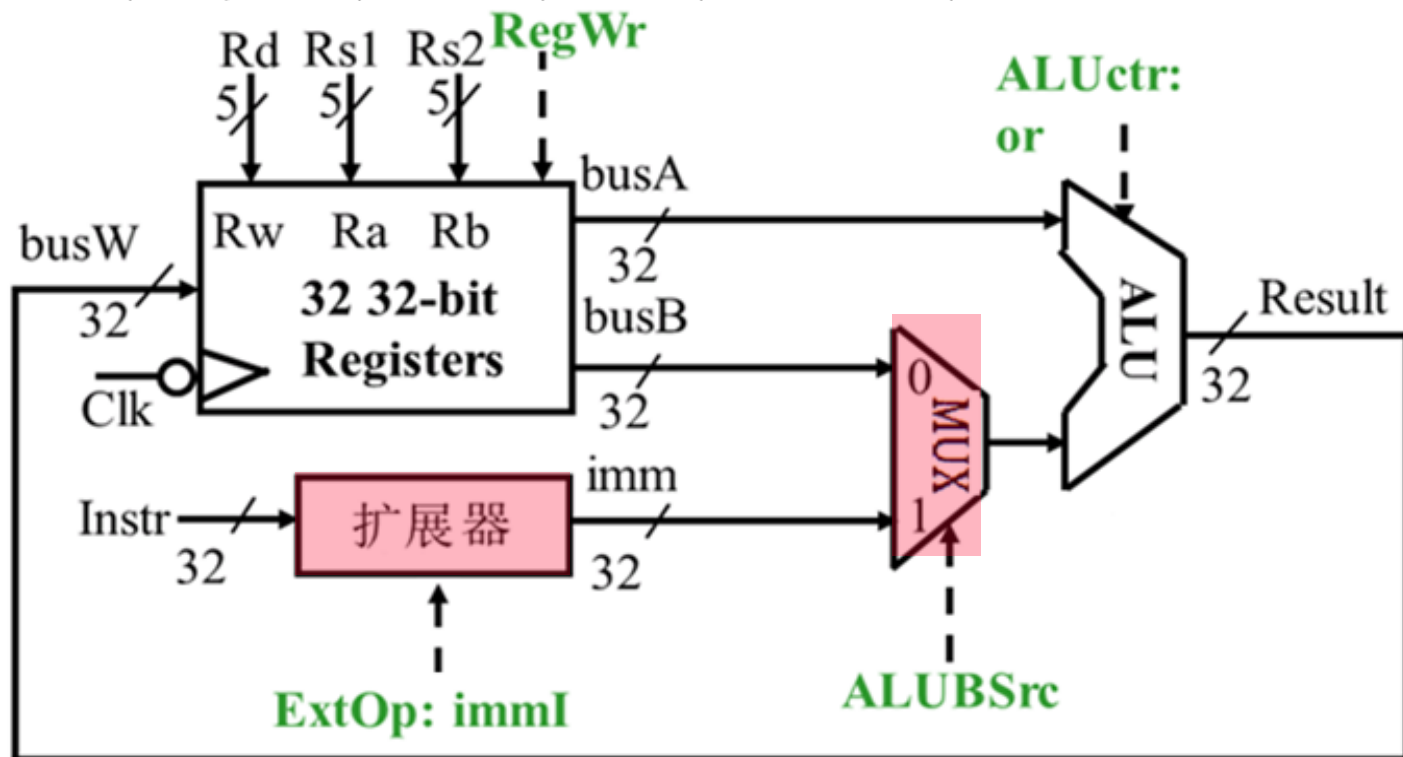 Rd Rs1 Rs2 RegWr
5 5 5
ALUctr:
or
busA
busW
Rw Ra Rb
32
32 32-bit
Registers
32
busB
Clk
32
0
MUX
1
ALU
Result
32
Instr
32
扩展器
imm
32
ExtOp: immI
ALUBSrc